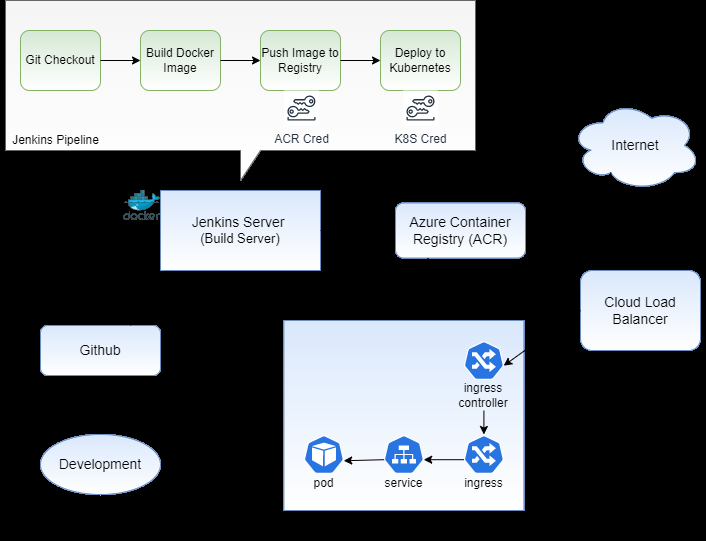 Git Checkout
Build Docker
Image
Push Image to
Registry
Deploy to
Kubernetes
Jenkins Pipeline
ACR Cred
K8S Cred
Internet
docker
Jenkins Server
(Build Server)
Azure Container
Registry (ACR)
Cloud Load
Balancer
Github
ingress
controller
Development
pod
service
ingress